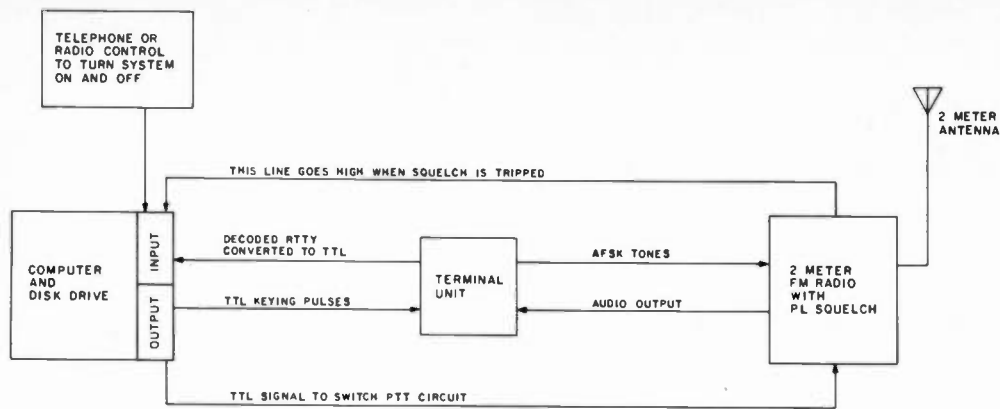 TELEPHONE OR
RADIO CONTROL
TO TURN SYSTEM
ON AND OFF
2 METER
ANTENNA
THIS LINE GOES HIGH WHEN SQUELCH IS TRIPPED
COMPUTER
AND
DISK DRIVE
INPUT
OUTPUT
DECODED RTTY
CONVERTED TO TTL
TTL KEYING PULSES
TERMINAL
UNIT
AFSK TONES
AUDIO OUTPUT
2 METER
FM RADIO
WITH
PL SQUELCH
TTL SIGNAL TO SWITCH PTT CIRCUIT